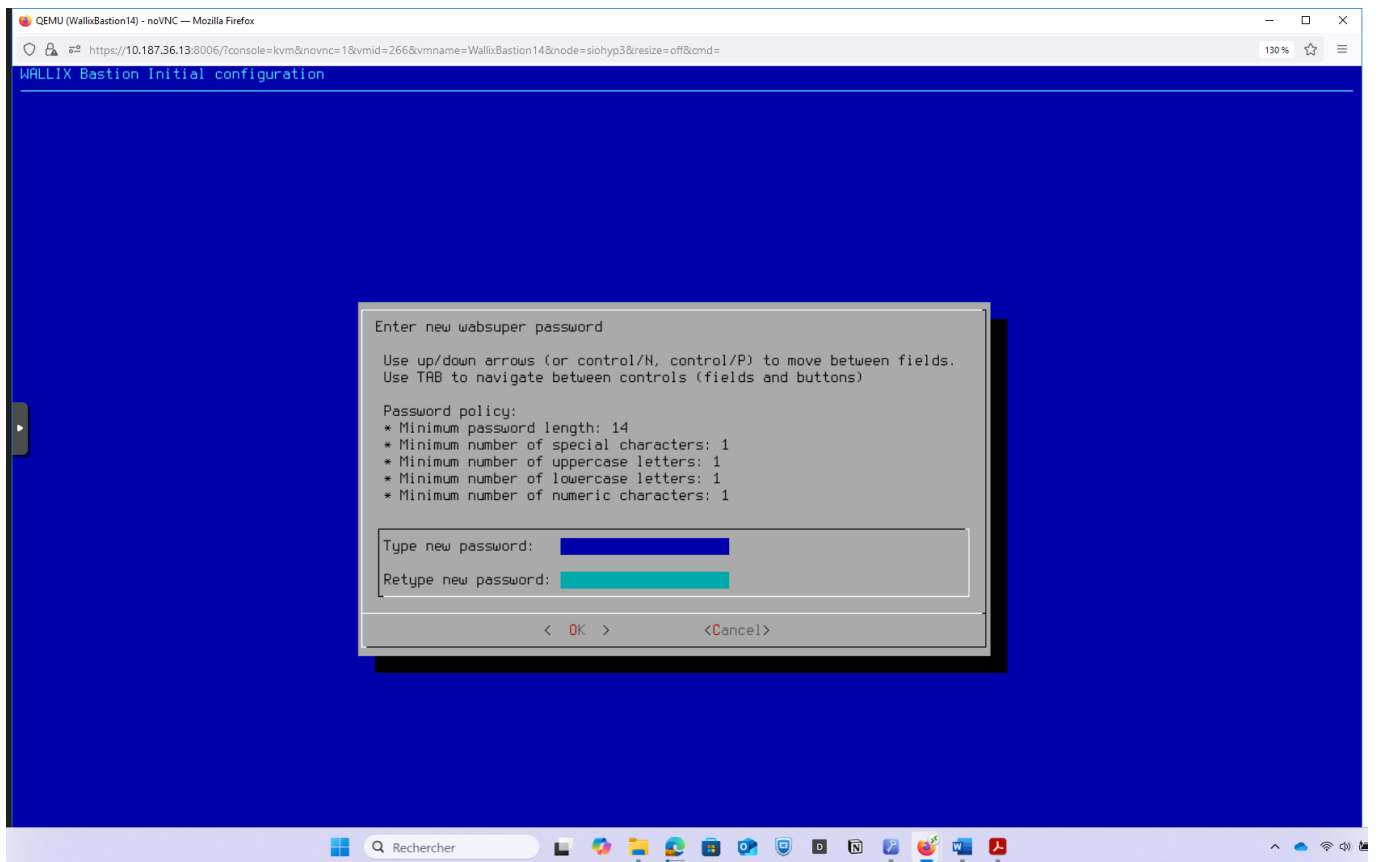 QEMU (WallixBastion14) - noVNC — Mozilla Firefox
https://10.187.36.13:8006/?console=kvm&novnc=1&vmid=266&vmname=WallixBastion14&node=siohyp3&resize=off&cmd=
130 %
WALLIX Bastion Initial configuration
Enter new wabsuper password
Use up/down arrows (or control/N, control/P) to move between fields.
Use TAB to navigate between controls (fields and buttons)
Password policy:
* Minimum password length: 14
* Minimum number of special characters: 1
* Minimum number of uppercase letters: 1
* Minimum number of lowercase letters: 1
* Minimum number of numeric characters: 1
Type new password:
Retype new password:
< OK > <Cancel>
Rechercher